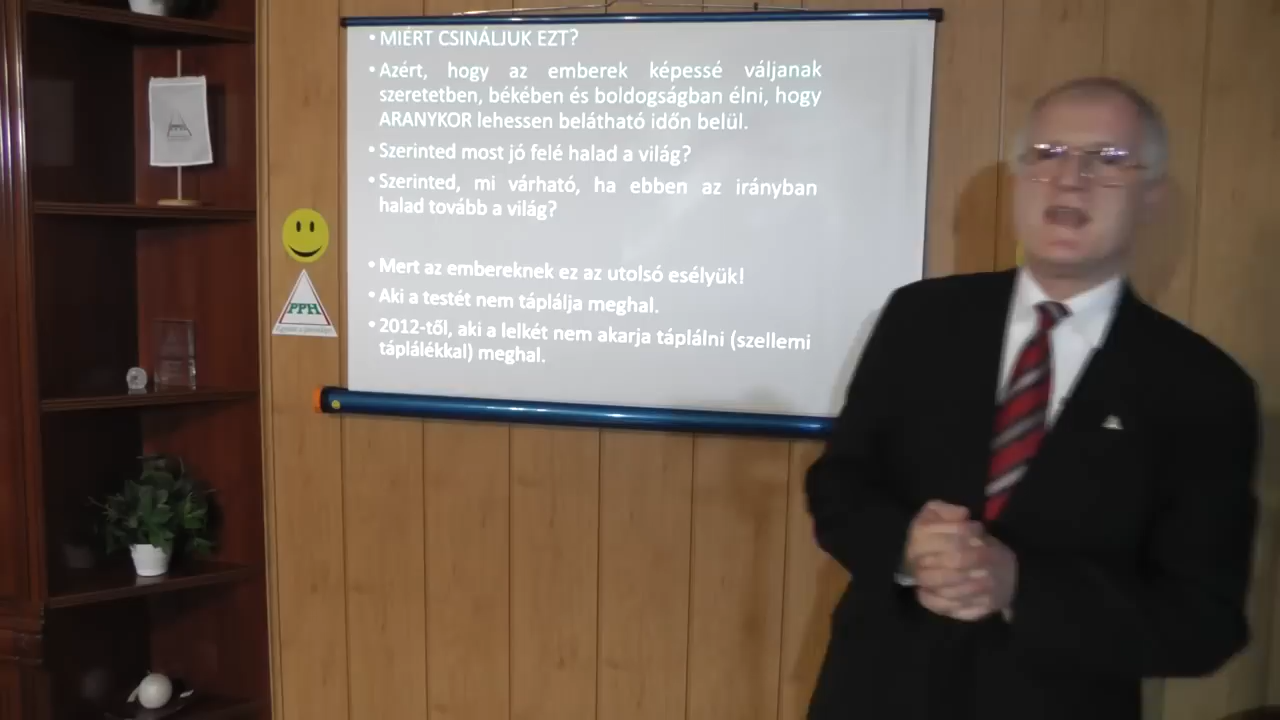 • MIÉRT CSINÁLJUK EZT?
• Azért, hogy az emberek képessé váljanak
szeretetben, békében és boldogságban élni, hogy
ARANYKOR lehessen belátható időn belül.
• Szerinted most jó felé halad a világ?
• Szerinted, mi várható, ha ebben az irányban
halad tovább a világ?
• Mert az embereknek ez az utolsó esélyük!
• Aki a testét nem táplálja meghal.
• 2012-től, aki a lelkét nem akarja táplálni (szellemi
táplálékkal) meghal.
PPH
PPH